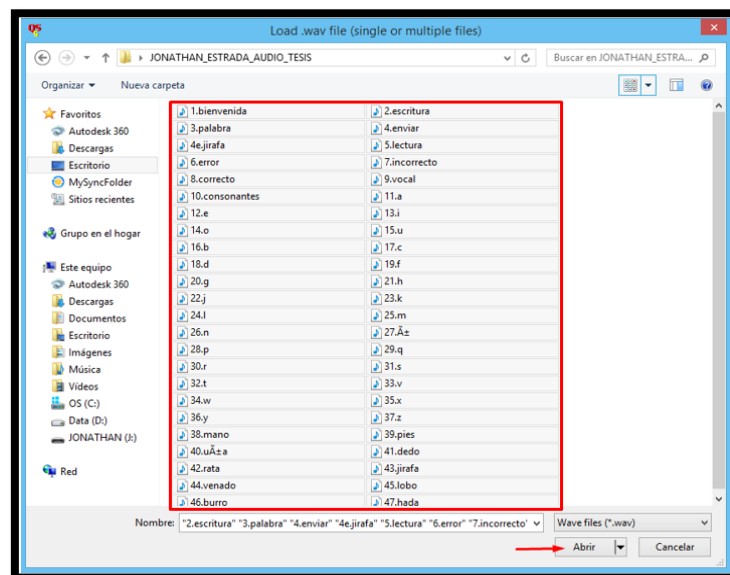 Load .wav file (single or multiple files)
JONATHAN_ESTRADA_AUDIO_TESIS
Buscar en JONATHAN_ESTRA...
Organizar
Nueva carpeta
Favoritos
Autodesk 360
Descargas
Escritorio
MySyncFolder
Sitios recientes
Grupo en el hogar
Este equipo
Autodesk 360
Descargas
Documentos
Escritorio
Imágenes
Música
Vídeos
OS (C:)
Data (D:)
JONATHAN (J:)
Red
1.bienvenida 2.escritura
3.palabra 4.enviar
4e.jirafa 5.lectura
6.error 7.incorrecto
8.correcto 9.vocal
10.consonantes 11.a
12.e 13.i
14.o 15.u
16.b 17.c
18.d 19.f
20.g 21.h
22.j 23.k
24.l 25.m
26.n 27.Ã±
28.p 29.q
30.r 31.s
32.t 33.v
34.w 35.x
36.y 37.z
38.mano 39.pies
40.uÃ±a 41.dedo
42.rata 43.jirafa
44.venado 45.lobo
46.burro 47.hada
Nombre: "2.escritura" "3.palabra" "4.enviar" "4e.jirafa" "5.lectura" "6.error" "7.incorrecto' Wave files (*.wav)
Abrir Cancelar